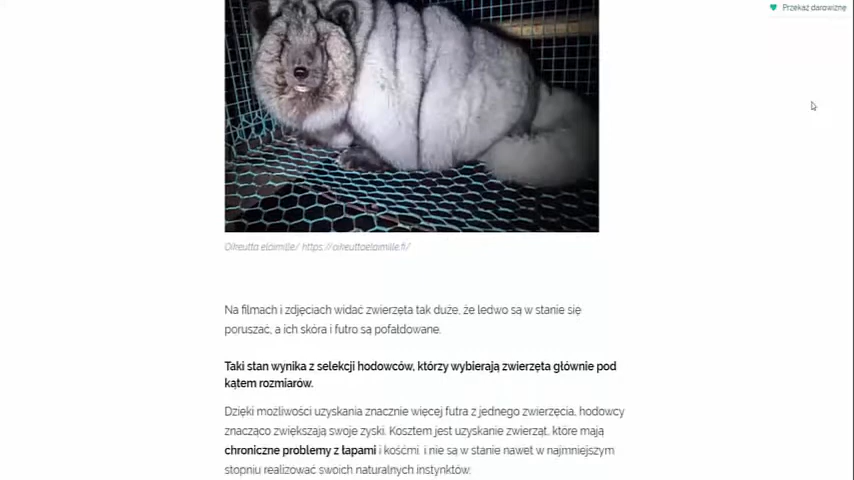 Przekaż darowiznę
Oikeutta eläimille/ https://oikeuttaelaimille.fi/
Na filmach i zdjęciach widać zwierzęta tak duże, że ledwo są w stanie się
poruszać, a ich skóra i futro są pofałdowane.
Taki stan wynika z selekcji hodowców, którzy wybierają zwierzęta głównie pod
kątem rozmiarów.
Dzięki możliwości uzyskania znacznie więcej futra z jednego zwierzęcia, hodowcy
znacząco zwiększają swoje zyski. Kosztem jest uzyskanie zwierząt, które mają
chroniczne problemy z łapami i kośćmi, i nie są w stanie nawet w najmniejszym
stopniu realizować swoich naturalnych instynktów.